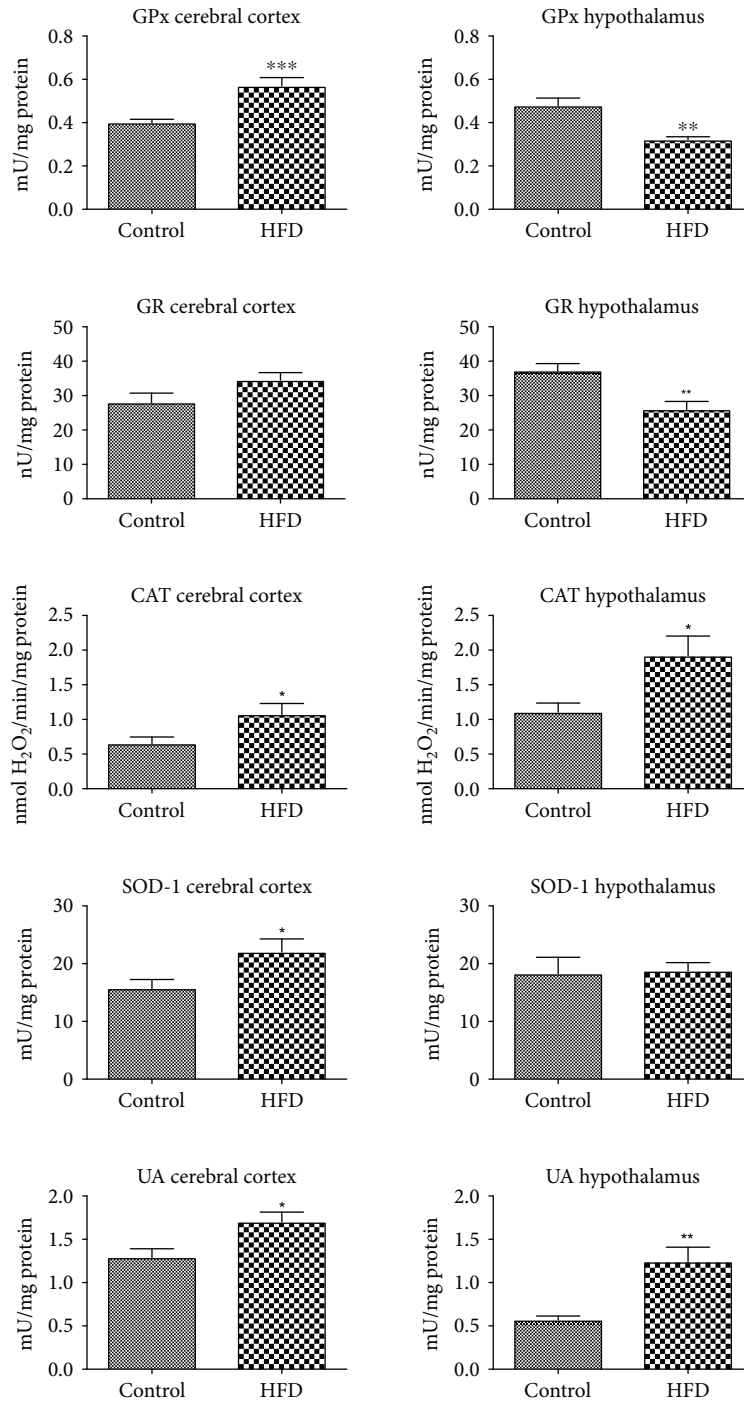 GPx cerebral cortex
0.8
0.6
0.4
0.2
0.0
mU/mg protein
***
Control HFD
GPx hypothalamus
0.8
0.6
0.4
0.2
0.0
mU/mg protein
**
Control HFD
GR cerebral cortex
50
40
30
20
10
0
nU/mg protein
Control HFD
GR hypothalamus
50
40
30
20
10
0
nU/mg protein
**
Control HFD
CAT cerebral cortex
2.5
2.0
1.5
1.0
0.5
0.0
nmol H₂O₂/min/mg protein
*
Control HFD
CAT hypothalamus
2.5
2.0
1.5
1.0
0.5
0.0
nmol H₂O₂/min/mg protein
*
Control HFD
SOD-1 cerebral cortex
30
20
10
0
mU/mg protein
*
Control HFD
SOD-1 hypothalamus
30
20
10
0
mU/mg protein
Control HFD
UA cerebral cortex
2.0
1.5
1.0
0.5
0.0
mU/mg protein
*
Control HFD
UA hypothalamus
2.0
1.5
1.0
0.5
0.0
mU/mg protein
**
Control HFD